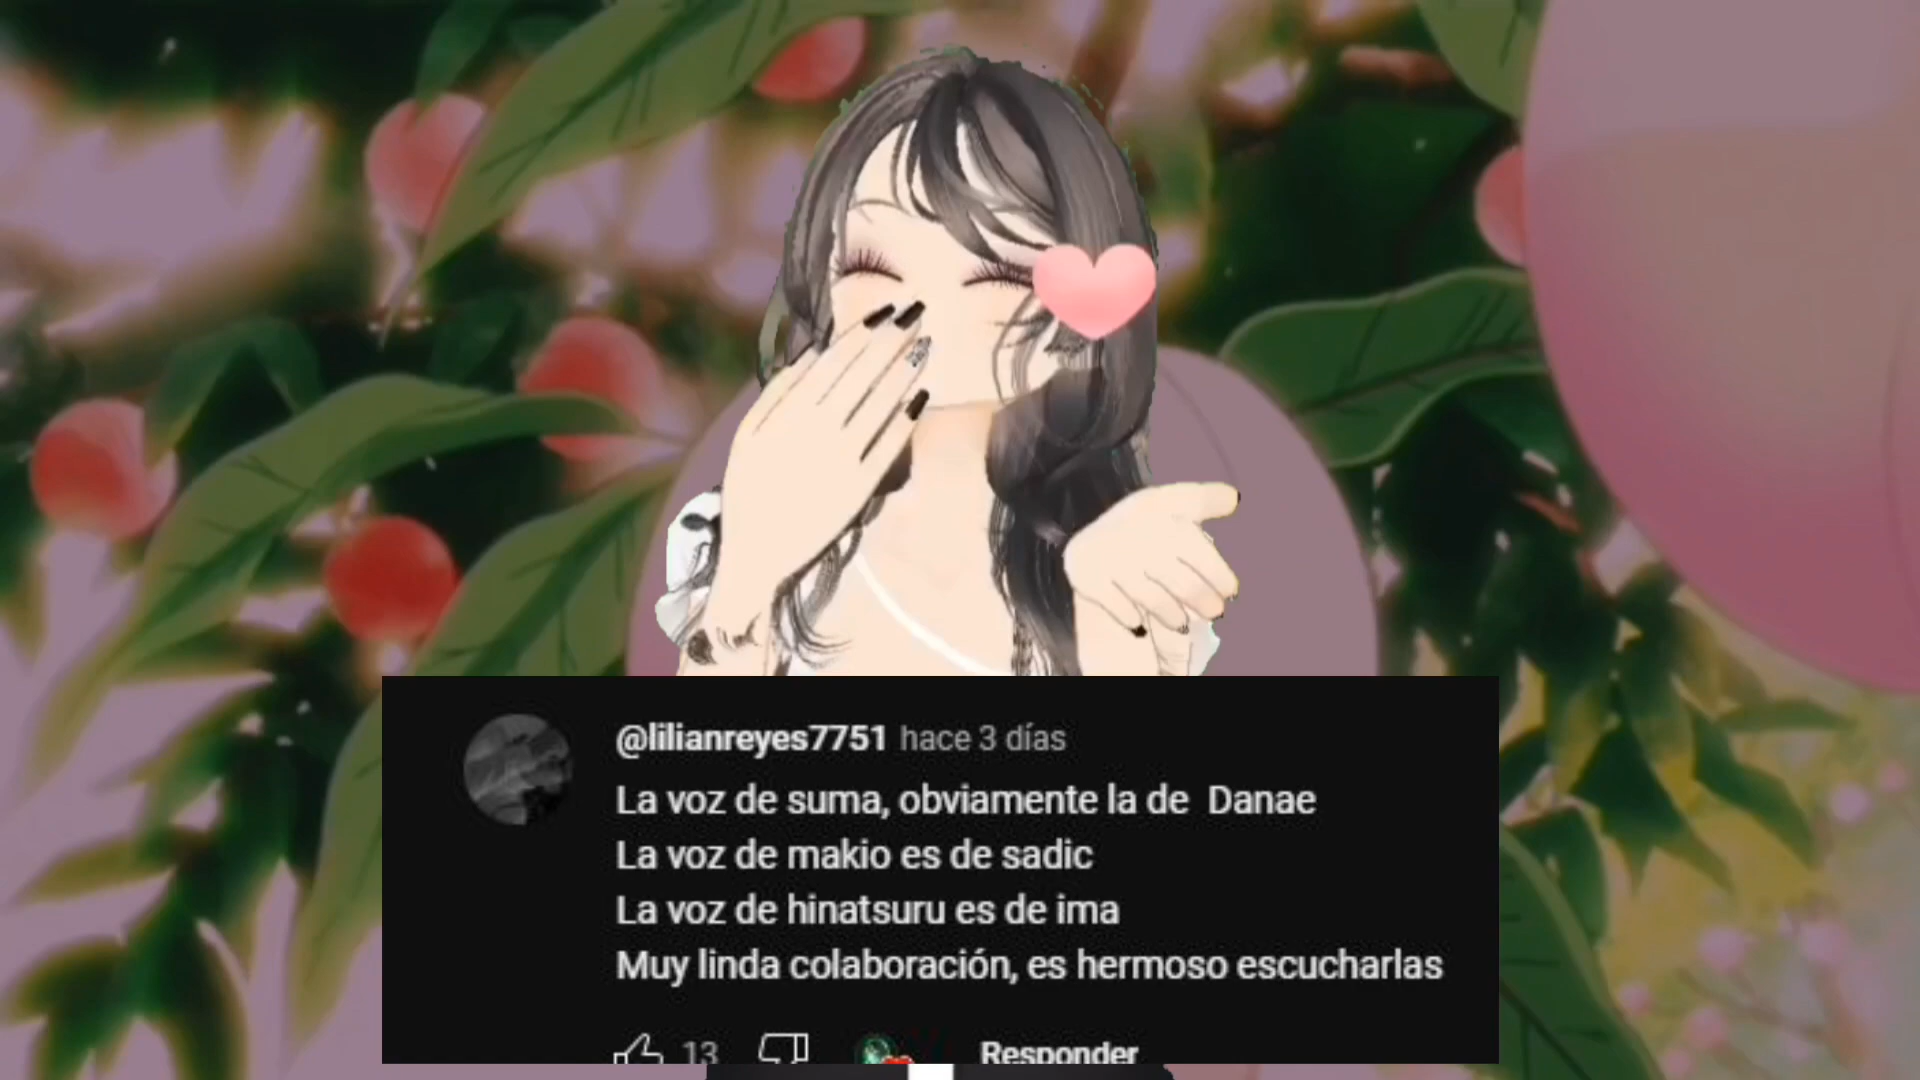 @lilianreyes7751 hace 3 días
La voz de suma, obviamente la de Danae
La voz de makio es de sadic
La voz de hinatsuru es de ima
Muy linda colaboración, es hermoso escucharlas
13 Responder